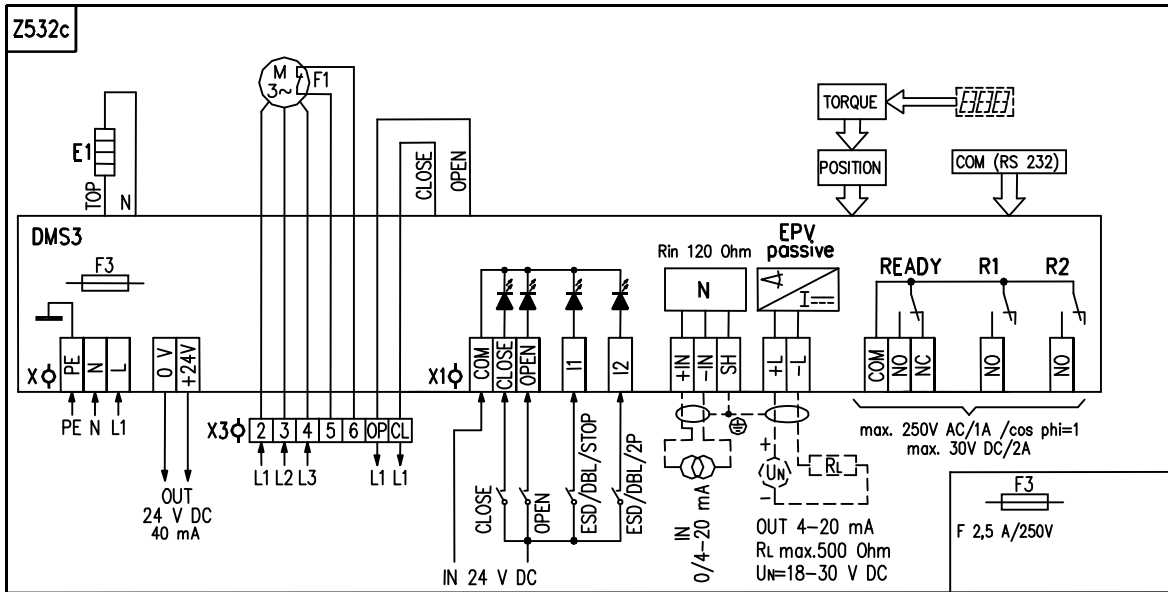 Z532c
M
3~
F1
E1
TOP
N
CLOSE
OPEN
TORQUE
POSITION
COM (RS 232)
DMS3
F3
Rin 120 Ohm
N
EPV
passive
I
READY
R1
R2
X
PE
N
L
0 V
+24V
X1
COM
CLOSE
OPEN
I1
I2
+IN
-IN
SH
+L
-L
COM
NO
NC
NO
NO
PE N L1
X3
2 3 4 5 6 OP CL
L1 L2 L3
L1 L1
OUT
24 V DC
40 mA
CLOSE
OPEN
ESD/DBL/STOP
ESD/DBL/2P
IN 24 V DC
IN
0/4-20 mA
+
UN
-
RL
OUT 4-20 mA
RL max.500 Ohm
UN=18-30 V DC
max. 250V AC/1A /cos phi=1
max. 30V DC/2A
F3
F 2,5 A/250V